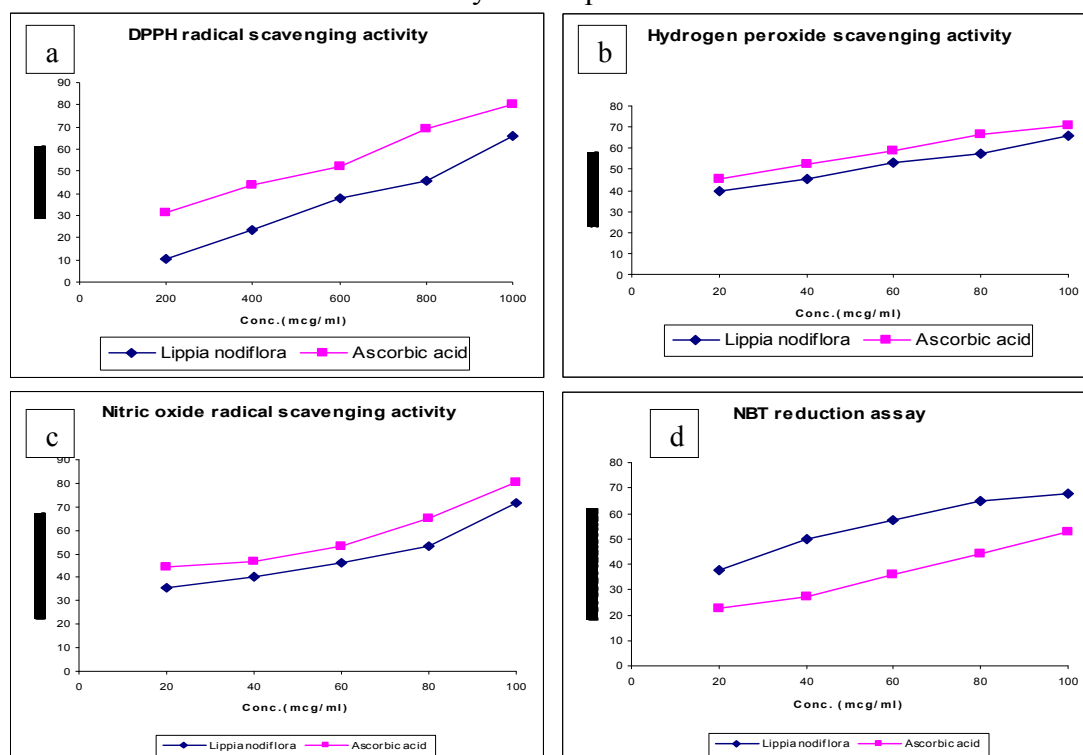 a
DPPH radical scavenging activity
90
80
70
60
50
40
30
20
10
0
0 200 400 600 800 1000
Conc.(mcg/ml)
Lippia nodiflora Ascorbic acid
b
Hydrogen peroxide scavenging activity
80
70
60
50
40
30
20
10
0
0 20 40 60 80 100
Conc.(mcg/ml)
Lippia nodiflora Ascorbic acid
c
Nitric oxide radical scavenging activity
90
80
70
60
50
40
30
20
10
0
0 20 40 60 80 100
Conc.(mcg/ml)
Lippia nodiflora Ascorbic acid
d
NBT reduction assay
80
70
60
50
40
30
20
10
0
0 20 40 60 80 100
Conc.(mcg/ml)
Lippia nodiflora Ascorbic acid